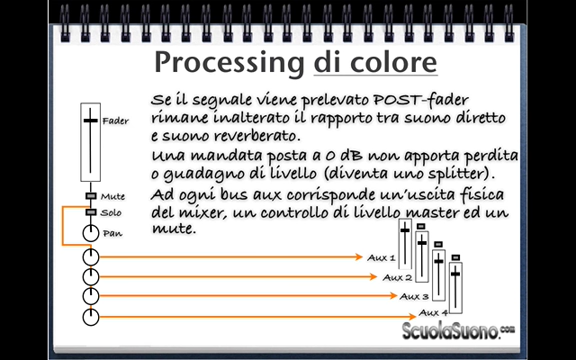 Processing di colore
Se il segnale viene prelevato POST-fader
rimane inalterato il rapporto tra suono diretto
e suono reverberato.
Una mandata posta a 0 dB non apporta perdita
o guadagno di livello (diventa uno splitter).
Ad ogni bus aux corrisponde un'uscita fisica
del mixer, un controllo di livello master ed un
mute.
Fader
Mute
Solo
Pan
Aux 1
Aux 2
Aux 3
Aux 4
ScuolaSuono.com